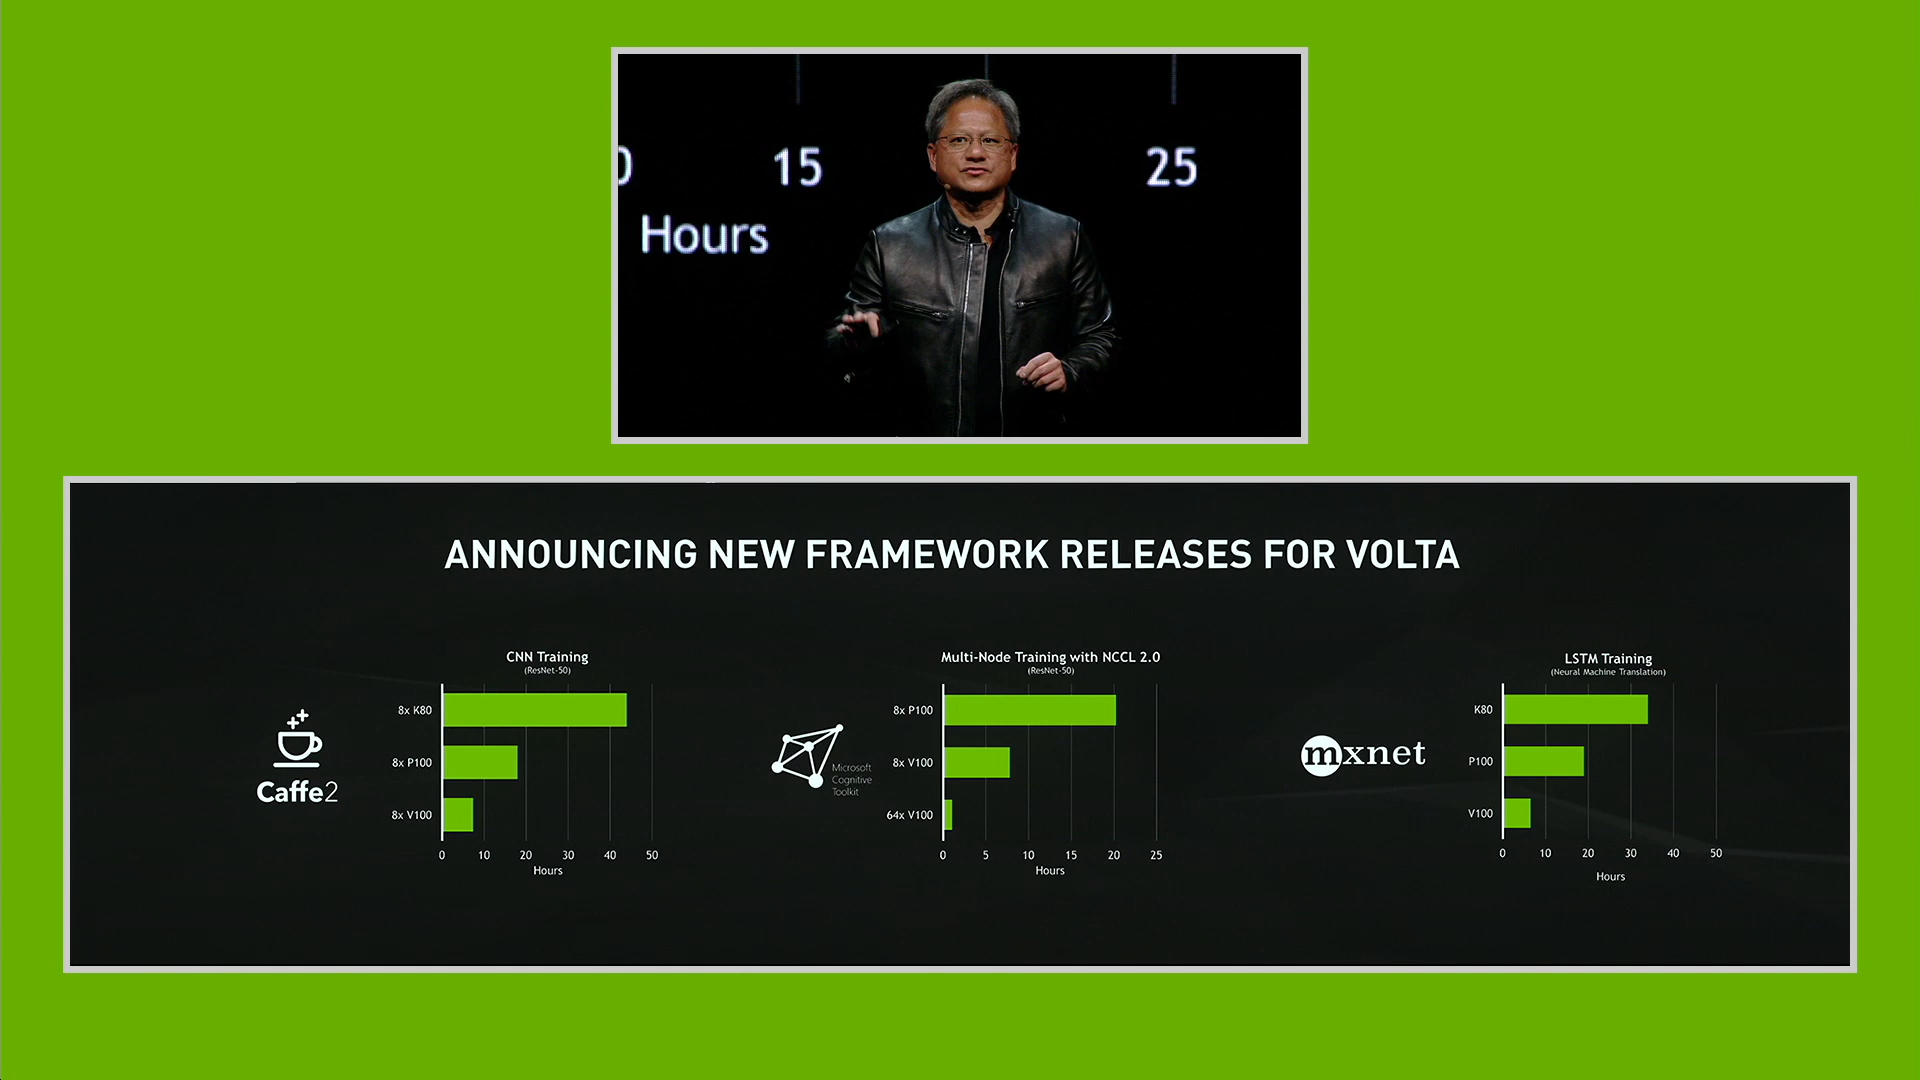 0
15
25
Hours
ANNOUNCING NEW FRAMEWORK RELEASES FOR VOLTA
Caffe2
CNN Training
(ResNet-50)
8x K80
8x P100
8x V100
0 10 20 30 40 50
Hours
Microsoft
Cognitive
Toolkit
Multi-Node Training with NCCL 2.0
(ResNet-50)
8x P100
8x V100
64x V100
0 5 10 15 20 25
Hours
mxnet
LSTM Training
(Neural Machine Translation)
K80
P100
V100
0 10 20 30 40 50
Hours